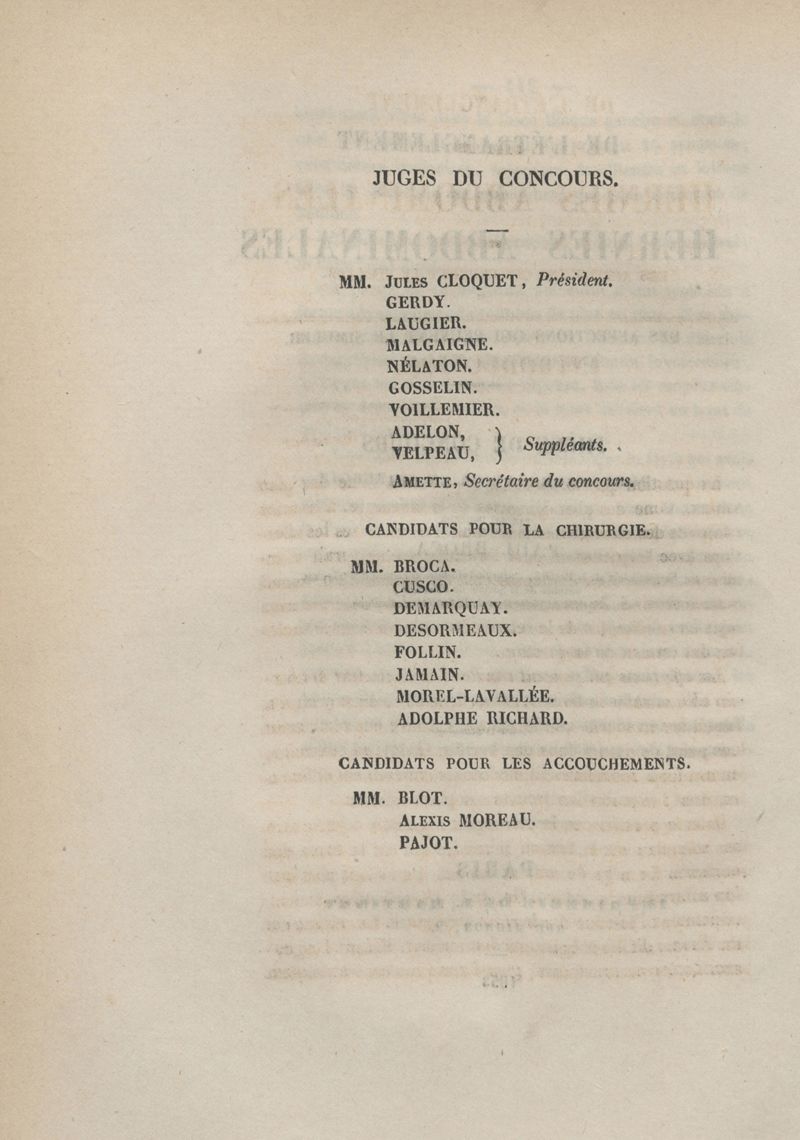 JUGES DU CONCOURS.
MM. JULES CLOQUET, Président.
GERDY.
LAUGIER.
MALGAIGNE.
NÉLATON.
GOSSELIN.
VOILLEMIER.
ADELON,
VELPEAU, } Suppléants.
AMETTE, Secrétaire du concours.
CANDIDATS POUR LA CHIRURGIE.
MM. BROCA.
CUSCO.
DEMARQUAY.
DESORMEAUX.
FOLLIN.
JAMAIN.
MOREL-LAVALLÉE.
ADOLPHE RICHARD.
CANDIDATS POUR LES ACCOUCHEMENTS.
MM. BLOT.
ALEXIS MOREAU.
PAJOT.